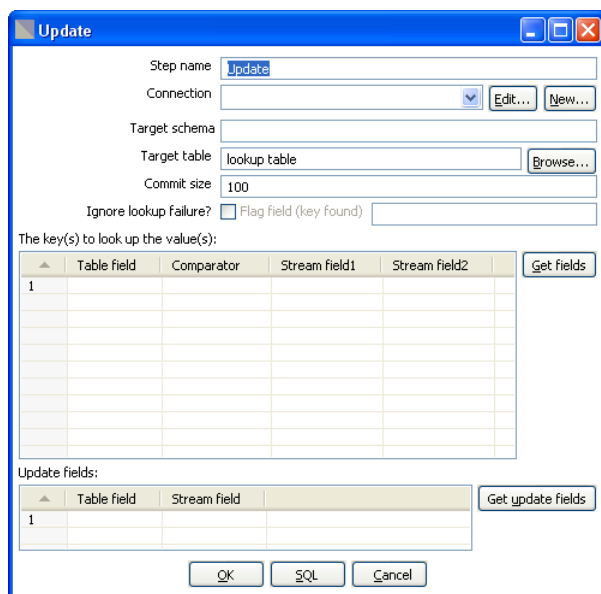 Update
Step name Update
Connection Edit... New...
Target schema
Target table lookup table Browse...
Commit size 100
Ignore lookup failure? Flag field (key found)
The key(s) to look up the value(s):
Table field Comparator Stream field1 Stream field2 Get fields
1
Update fields:
Table field Stream field Get update fields
1
OK SQL Cancel